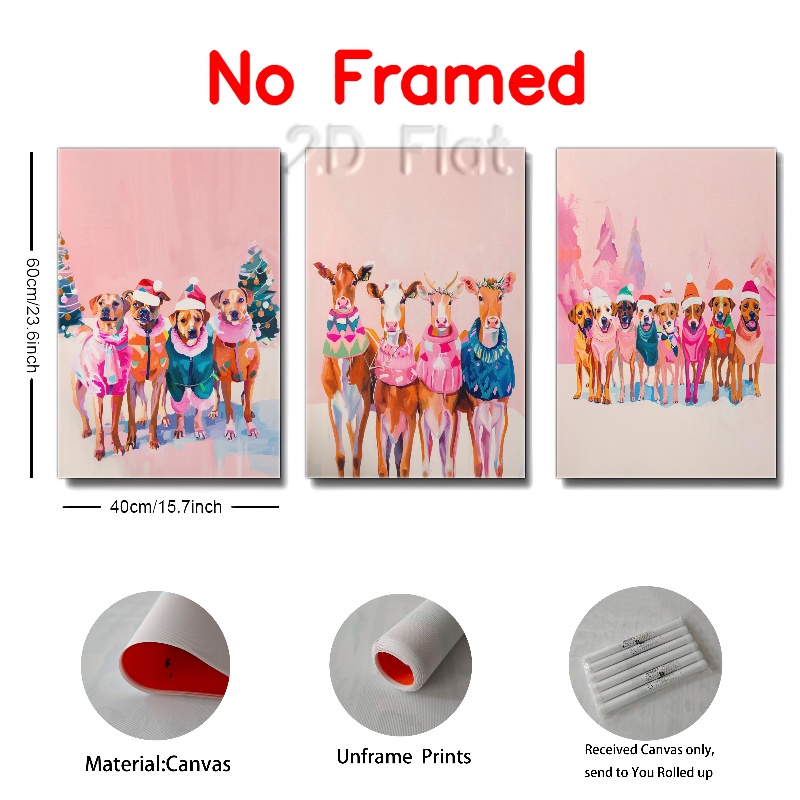 No Framed
2D Flat
60cm/23.6inch
40cm/15.7inch
Material:Canvas
Unframe Prints
Received Canvas only,
send to You Rolled up